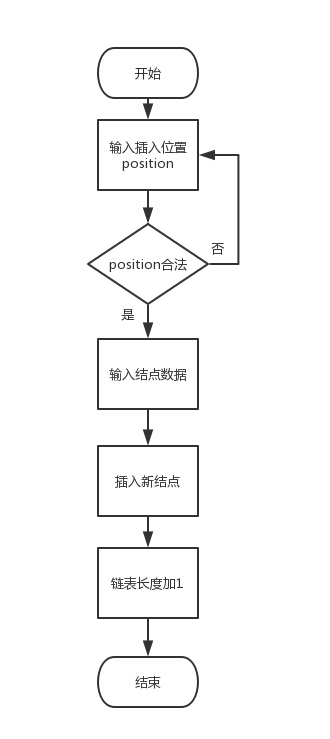 开始
输入插入位置
position
position合法
否
是
输入结点数据
插入新结点
链表长度加1
结束